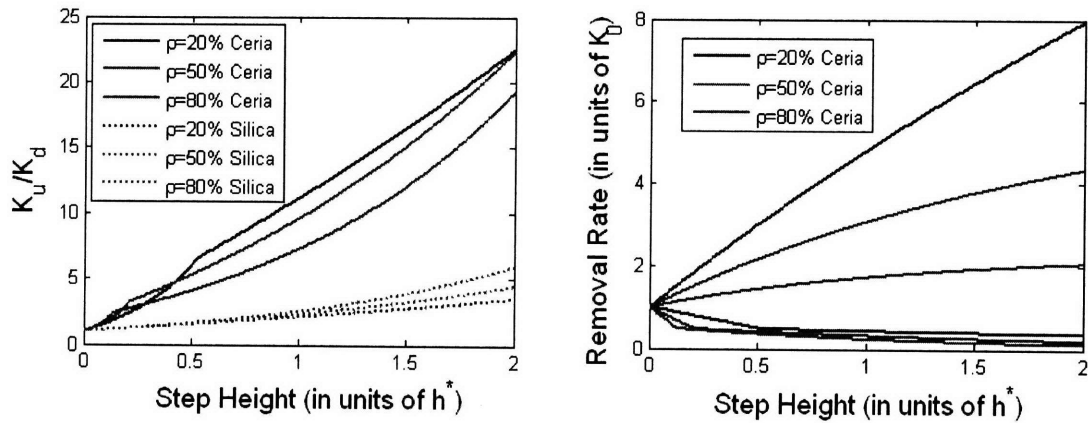 K_u/K_d
25
20
15
10
5
0
ρ=20% Ceria
ρ=50% Ceria
ρ=80% Ceria
ρ=20% Silica
ρ=50% Silica
ρ=80% Silica
0 0.5 1 1.5 2
Step Height (in units of h*)
Removal Rate (in units of K_0)
8
6
4
2
0
ρ=20% Ceria
ρ=50% Ceria
ρ=80% Ceria
0 0.5 1 1.5 2
Step Height (in units of h*)